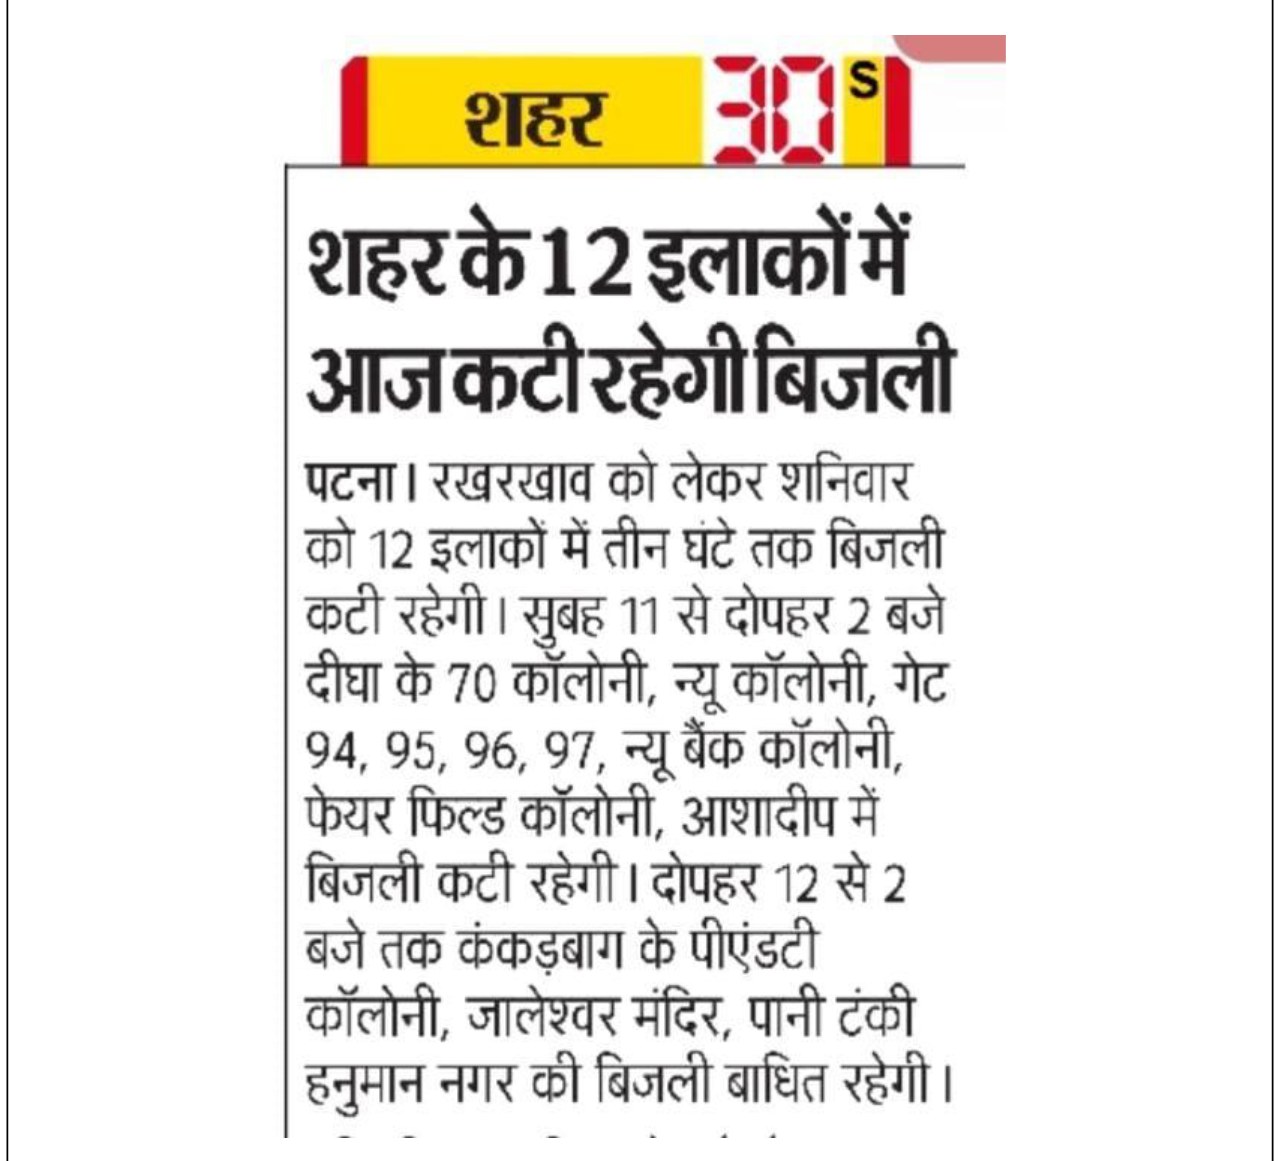 शहर 30 S
शहर के 12 इलाकों में
आज कटी रहेगी बिजली
पटना। रखरखाव को लेकर शनिवार
को 12 इलाकों में तीन घंटे तक बिजली
कटी रहेगी। सुबह 11 से दोपहर 2 बजे
दीघा के 70 कॉलोनी, न्यू कॉलोनी, गेट
94, 95, 96, 97, न्यू बैंक कॉलोनी,
फेयर फिल्ड कॉलोनी, आशादीप में
बिजली कटी रहेगी। दोपहर 12 से 2
बजे तक कंकड़बाग के पीएंडटी
कॉलोनी, जालेश्वर मंदिर, पानी टंकी
हनुमान नगर की बिजली बाधित रहेगी।